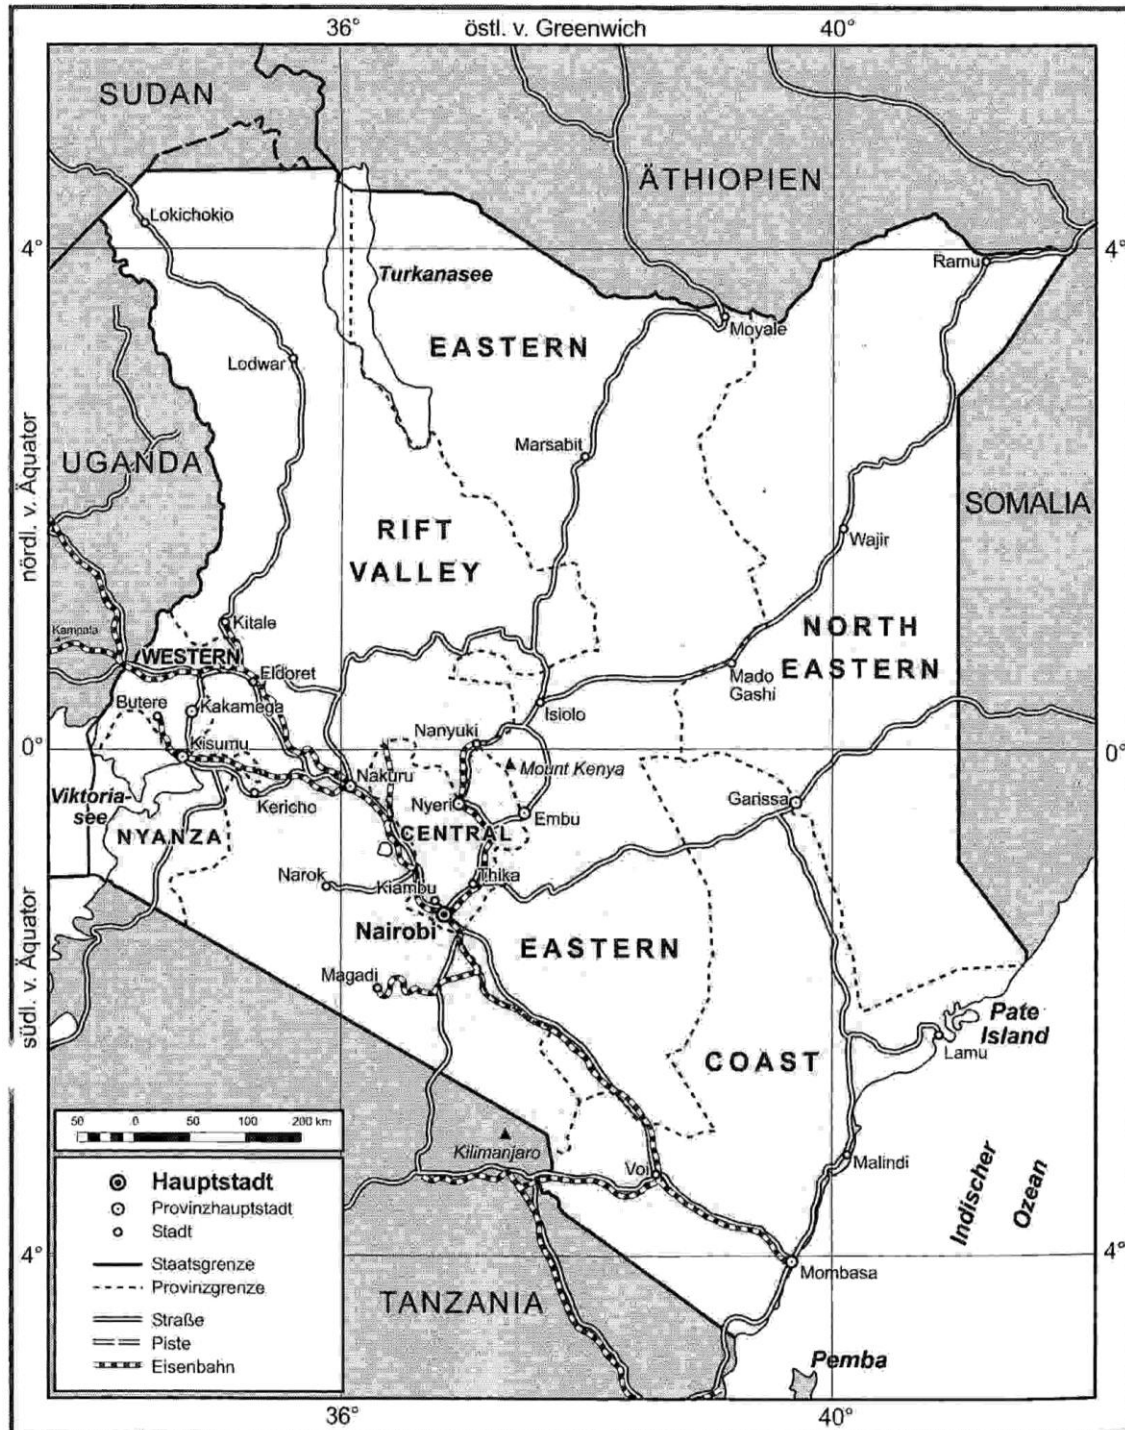 36°
östl. v. Greenwich
40°
SUDAN
ÄTHIOPIEN
Lokichokio
4°
4°
Ramu
Turkanasee
Moyale
EASTERN
Lodwar
nördl. v. Äquator
Marsabit
UGANDA
SOMALIA
RIFT
VALLEY
Wajir
Kitale
Kampala
NORTH
EASTERN
WESTERN
Eldoret
Mado
Gashi
Butere
Kakamega
Isiolo
Nanyuki
0°
0°
Kisumu
Mount Kenya
Nakuru
Viktoria-
see
Kericho
Nyeri
Garissa
Embu
NYANZA
CENTRAL
Narok
Kiambu
Thika
südl. v. Äquator
Nairobi
EASTERN
Magadi
Pate
Island
Lamu
COAST
50 0 50 100 200 km
Kilimanjaro
Voi
Malindi
Indischer
Ozean
Hauptstadt
Provinzhauptstadt
Stadt
4°
4°
Staatsgrenze
Provinzgrenze
Mombasa
TANZANIA
Straße
Piste
Eisenbahn
Pemba
36°
40°